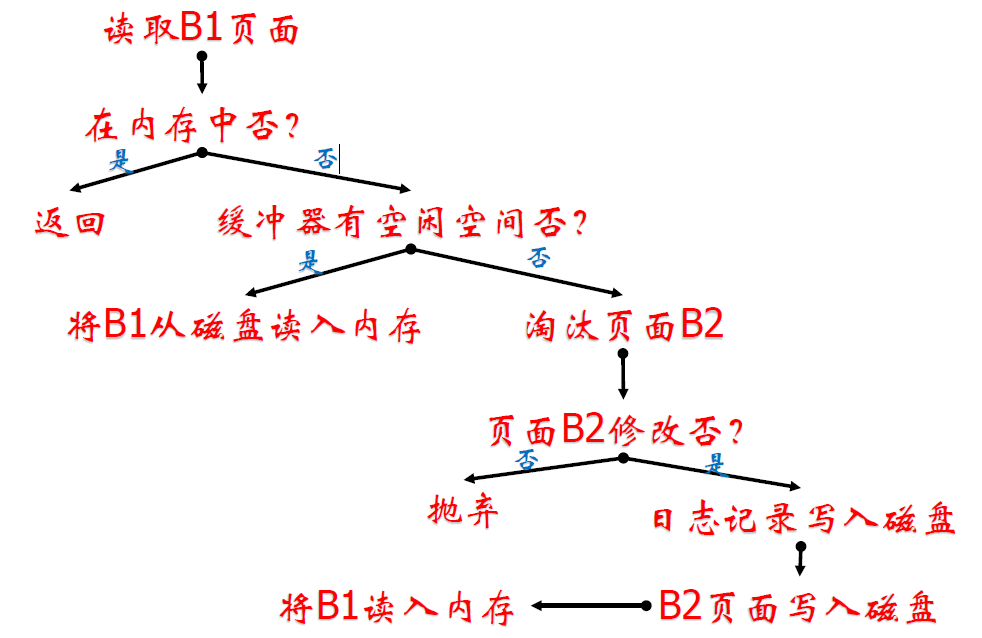 读取B1页面
在内存中否？
是
否
返回
缓冲器有空闲空间否？
是
否
将B1从磁盘读入内存
淘汰页面B2
页面B2修改否？
否
是
抛弃
日志记录写入磁盘
将B1读入内存
B2页面写入磁盘